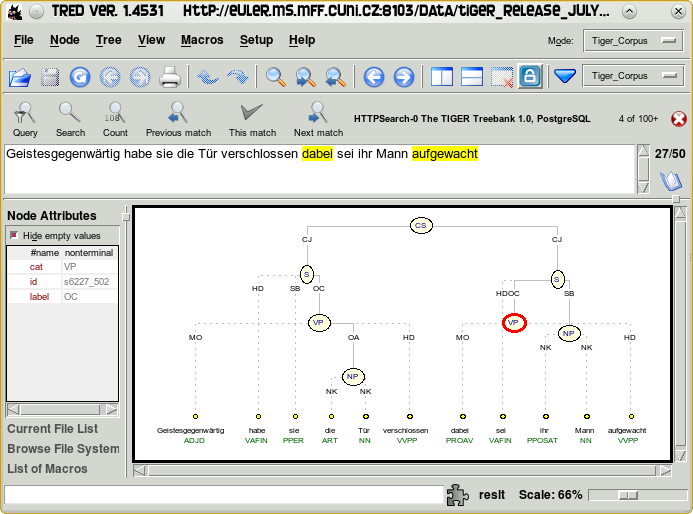 TrEd ver. 1.4531 http://euler.ms.mff.cuni.cz:8103/data/tiger_release_july...
File Node Tree View Macros Setup Help Mode: Tiger_Corpus
Tiger_Corpus
Query Search Count Previous match This match Next match HTTPSearch-0 The TIGER Treebank 1.0, PostgreSQL 4 of 100+
Geistesgegenwärtig habe sie die Tür verschlossen dabei sei ihr Mann aufgewacht 27/50
Node Attributes
Hide empty values
#name nonterminal
cat VP
id s6227_502
label OC
Current File List
Browse File System
List of Macros
CS
CJ CJ
S S
HD SB OC HD OC SB
VP VP NP
MO OA HD MO NK NK HD
NP
NK NK
Geistesgegenwärtig habe sie die Tür verschlossen dabei sei ihr Mann aufgewacht
ADJD VAFIN PPER ART NN VVPP PROAV VAFIN PPOSAT NN VVPP
reslt Scale: 66%